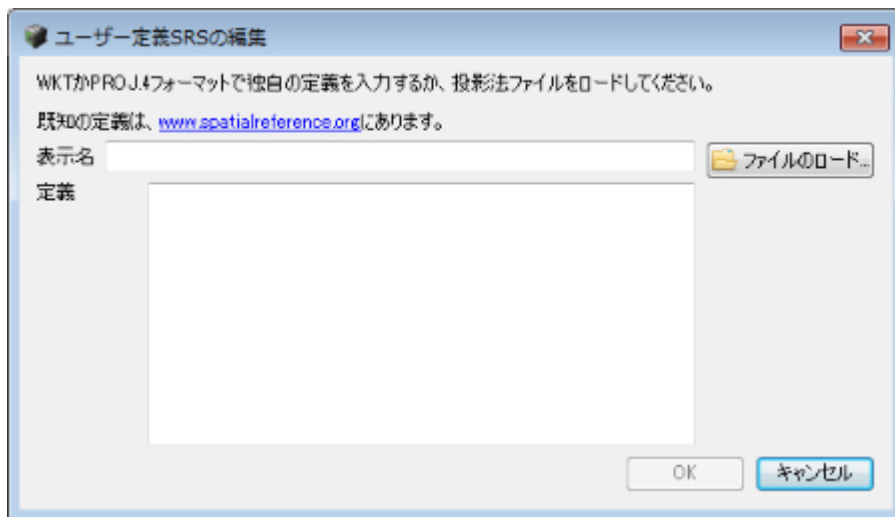 ユーザー定義SRSの編集
WKTかPROJ.4フォーマットで独自の定義を入力するか、投影法ファイルをロードしてください。
既知の定義は、www.spatialreference.orgにあります。
表示名
ファイルのロード...
定義
OK
キャンセル